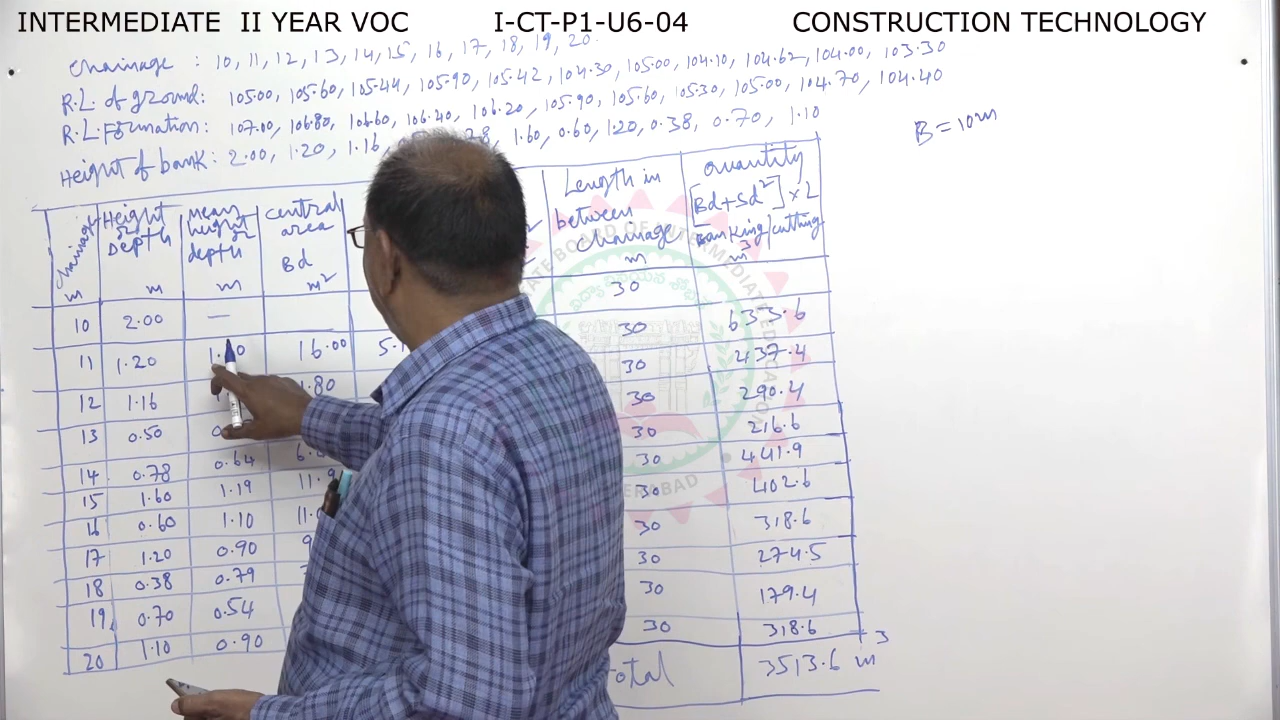 INTERMEDIATE II YEAR VOC I-CT-P1-U6-04 CONSTRUCTION TECHNOLOGY
Chainage : 10, 11, 12, 13, 14, 15, 16, 17, 18, 19, 20.
R.L. of ground: 105.00, 105.60, 105.44, 105.90, 105.42, 104.30, 105.00, 104.10, 104.62, 104.00, 103.30
R.L. Formation: 107.00, 106.80, 106.60, 106.40, 106.20, 105.90, 105.60, 105.30, 105.00, 104.70, 104.40
Height of bank: 2.00, 1.20, 1.16, 1.60, 0.60, 1.20, 0.38, 0.70, 1.10
B = 10m
Chainage m Height or Depth m mean height or depth m central area Bd m² Length in between chainage m quantity [Bd+Sd²] × L Banking/cutting m³
30
10 2.00 — 30 633.6
11 1.20 16.00 30 437.4
12 1.16 30 290.4
13 0.50 30 216.6
14 0.78 0.64 30 441.9
15 1.60 1.19 30 402.6
16 0.60 1.10 30 318.6
17 1.20 0.90 30 274.5
18 0.38 0.79 30 179.4
19 0.70 0.54 30 318.6
20 1.10 0.90
3513.6 m³